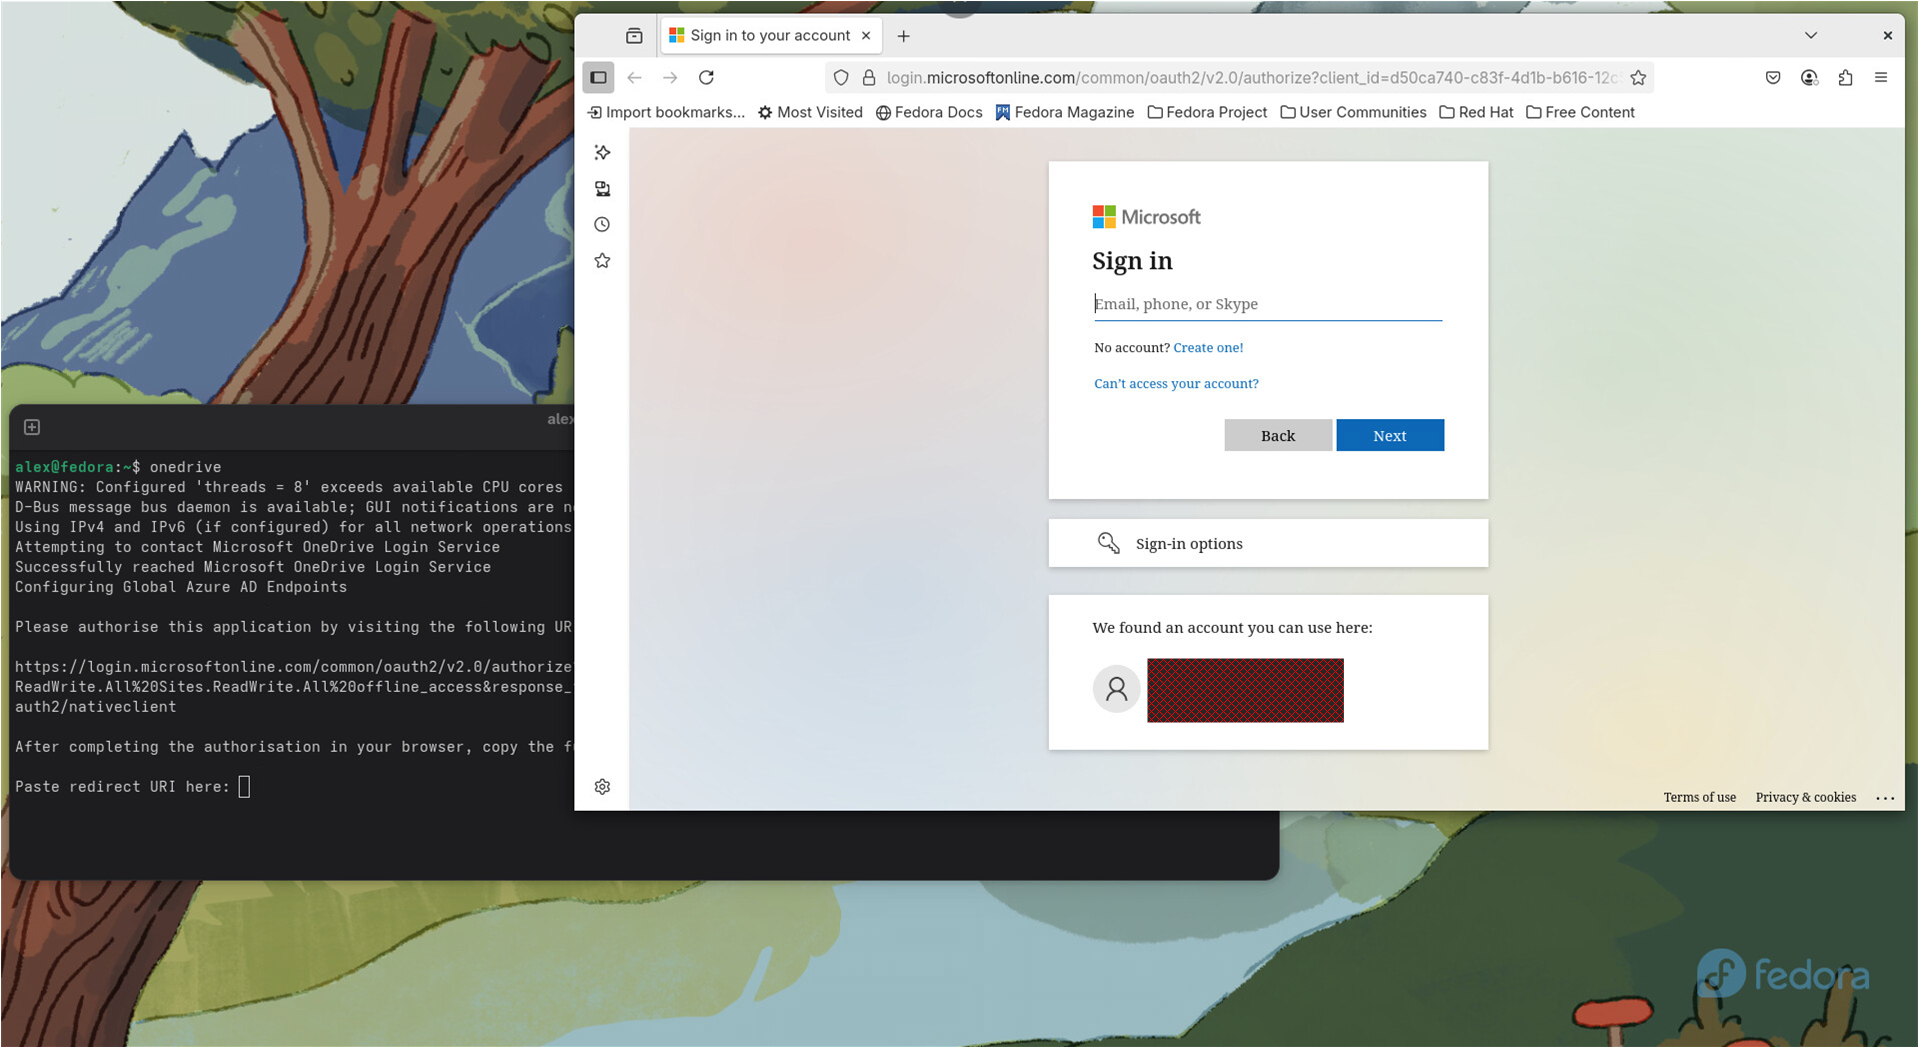 Sign in to your account
login.microsoftonline.com/common/oauth2/v2.0/authorize?client_id=d50ca740-c83f-4d1b-b616-12c
Import bookmarks... Most Visited Fedora Docs Fedora Magazine Fedora Project User Communities Red Hat Free Content
Microsoft
Sign in
Email, phone, or Skype
No account? Create one!
Can't access your account?
Back Next
Sign-in options
We found an account you can use here:
Terms of use Privacy & cookies
alex
alex@fedora:~$ onedrive
WARNING: Configured 'threads = 8' exceeds available CPU cores
D-Bus message bus daemon is available; GUI notifications are
Using IPv4 and IPv6 (if configured) for all network operations
Attempting to contact Microsoft OneDrive Login Service
Successfully reached Microsoft OneDrive Login Service
Configuring Global Azure AD Endpoints
Please authorise this application by visiting the following
https://login.microsoftonline.com/common/oauth2/v2.0/authorize
ReadWrite.All%20Sites.ReadWrite.All%20offline_access&response_
auth2/nativeclient
After completing the authorisation in your browser, copy the
Paste redirect URI here:
fedora